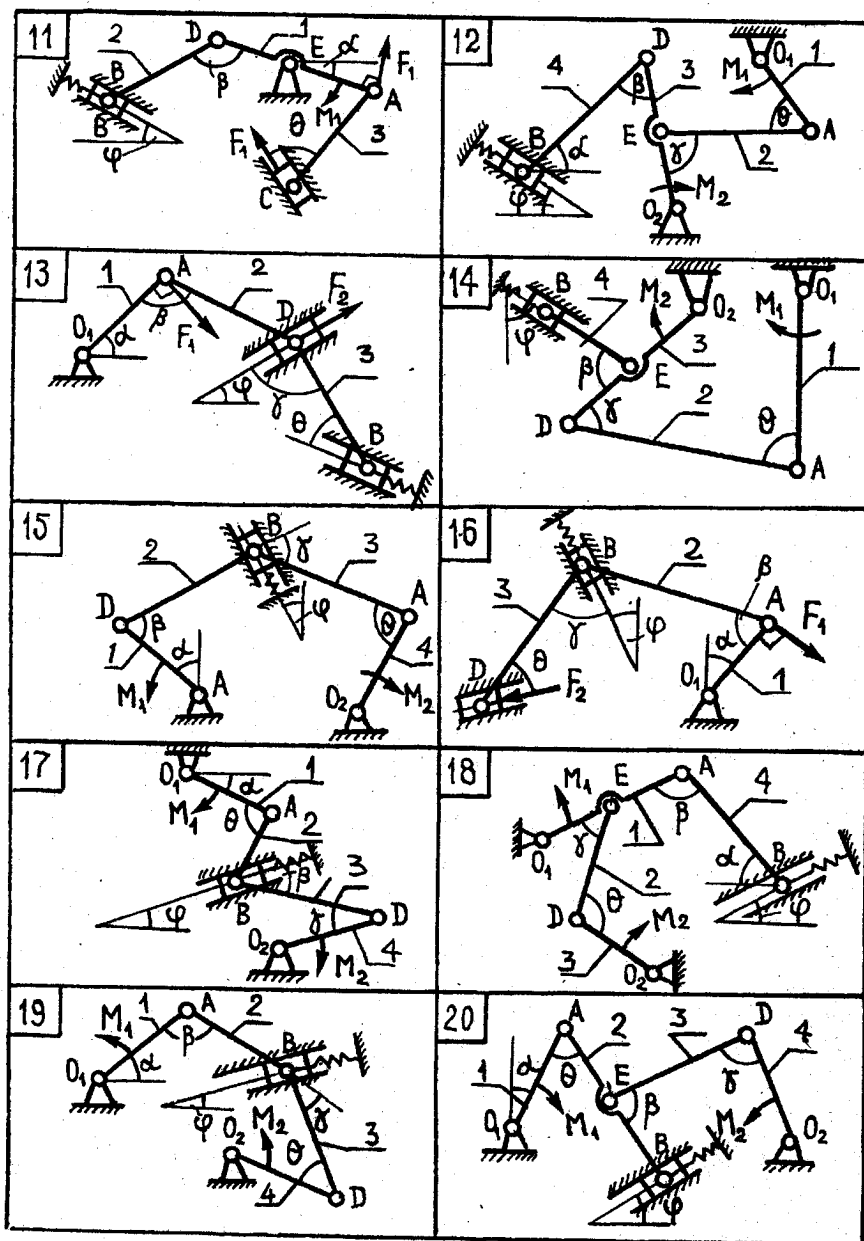 11
2
D
1
E
α
F₁
β
B
B
M₁
A
θ
3
F₁
C
φ
12
D
O₁
1
M₁
4
3
β
B
E
θ
A
α
γ
2
φ
O₂
M₂
13
1
A
2
O₁
α
β
F₁
D
F₂
3
φ
γ
θ
B
14
B
4
M₂
O₁
M₁
O₂
φ
3
1
β
E
D
γ
2
θ
A
15
B
γ
3
2
D
A
φ
β
θ
1
α
4
M₁
A
O₂
M₂
16
B
2
3
β
A
F₁
γ
φ
α
D
θ
O₁
1
F₂
17
O₁
1
α
M₁
A
θ
2
3
β
B
φ
γ
D
O₂
4
M₂
18
M₁
E
A
4
β
O₁
γ
1
α
B
2
D
θ
M₂
φ
3
O₂
19
M₁
1
A
2
β
B
O₁
α
φ
M₂
γ
O₂
3
θ
4
D
20
A
2
3
D
4
α
1
θ
E
γ
M₁
β
O₁
B
M₂
O₂
φ